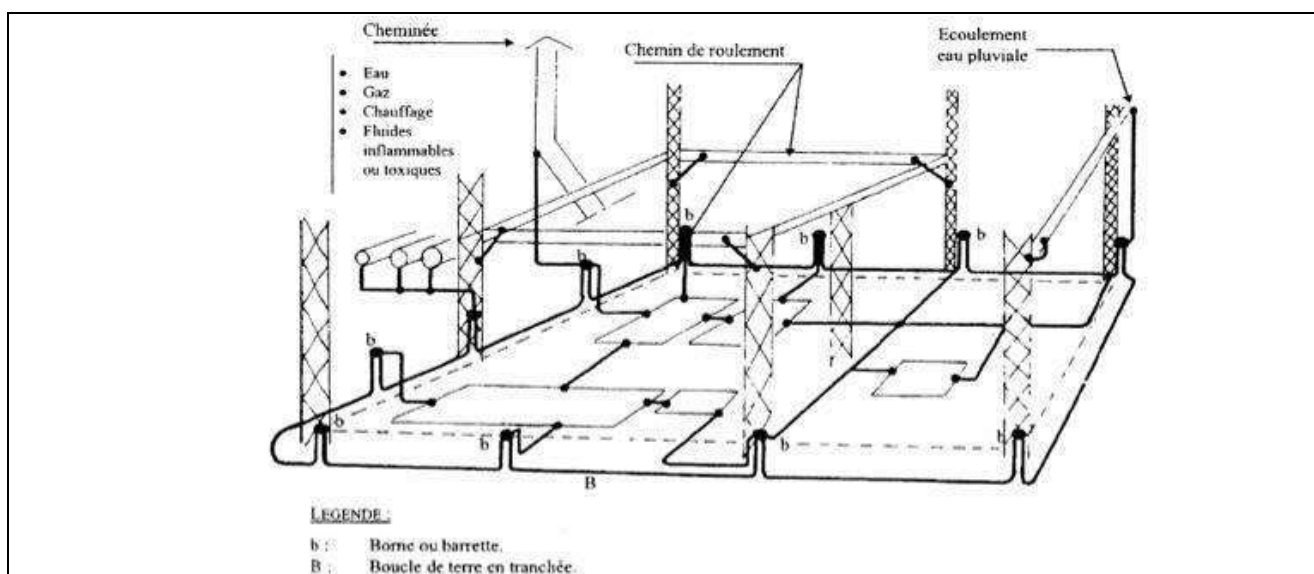 Cheminée
• Eau
• Gaz
• Chauffage
• Fluides
inflammables
ou toxiques
Chemin de roulement
Ecoulement
eau pluviale
b
b
b
b
b
b
b
b
b
B
LEGENDE :
b : Borne ou barrette.
B : Boucle de terre en tranchée.